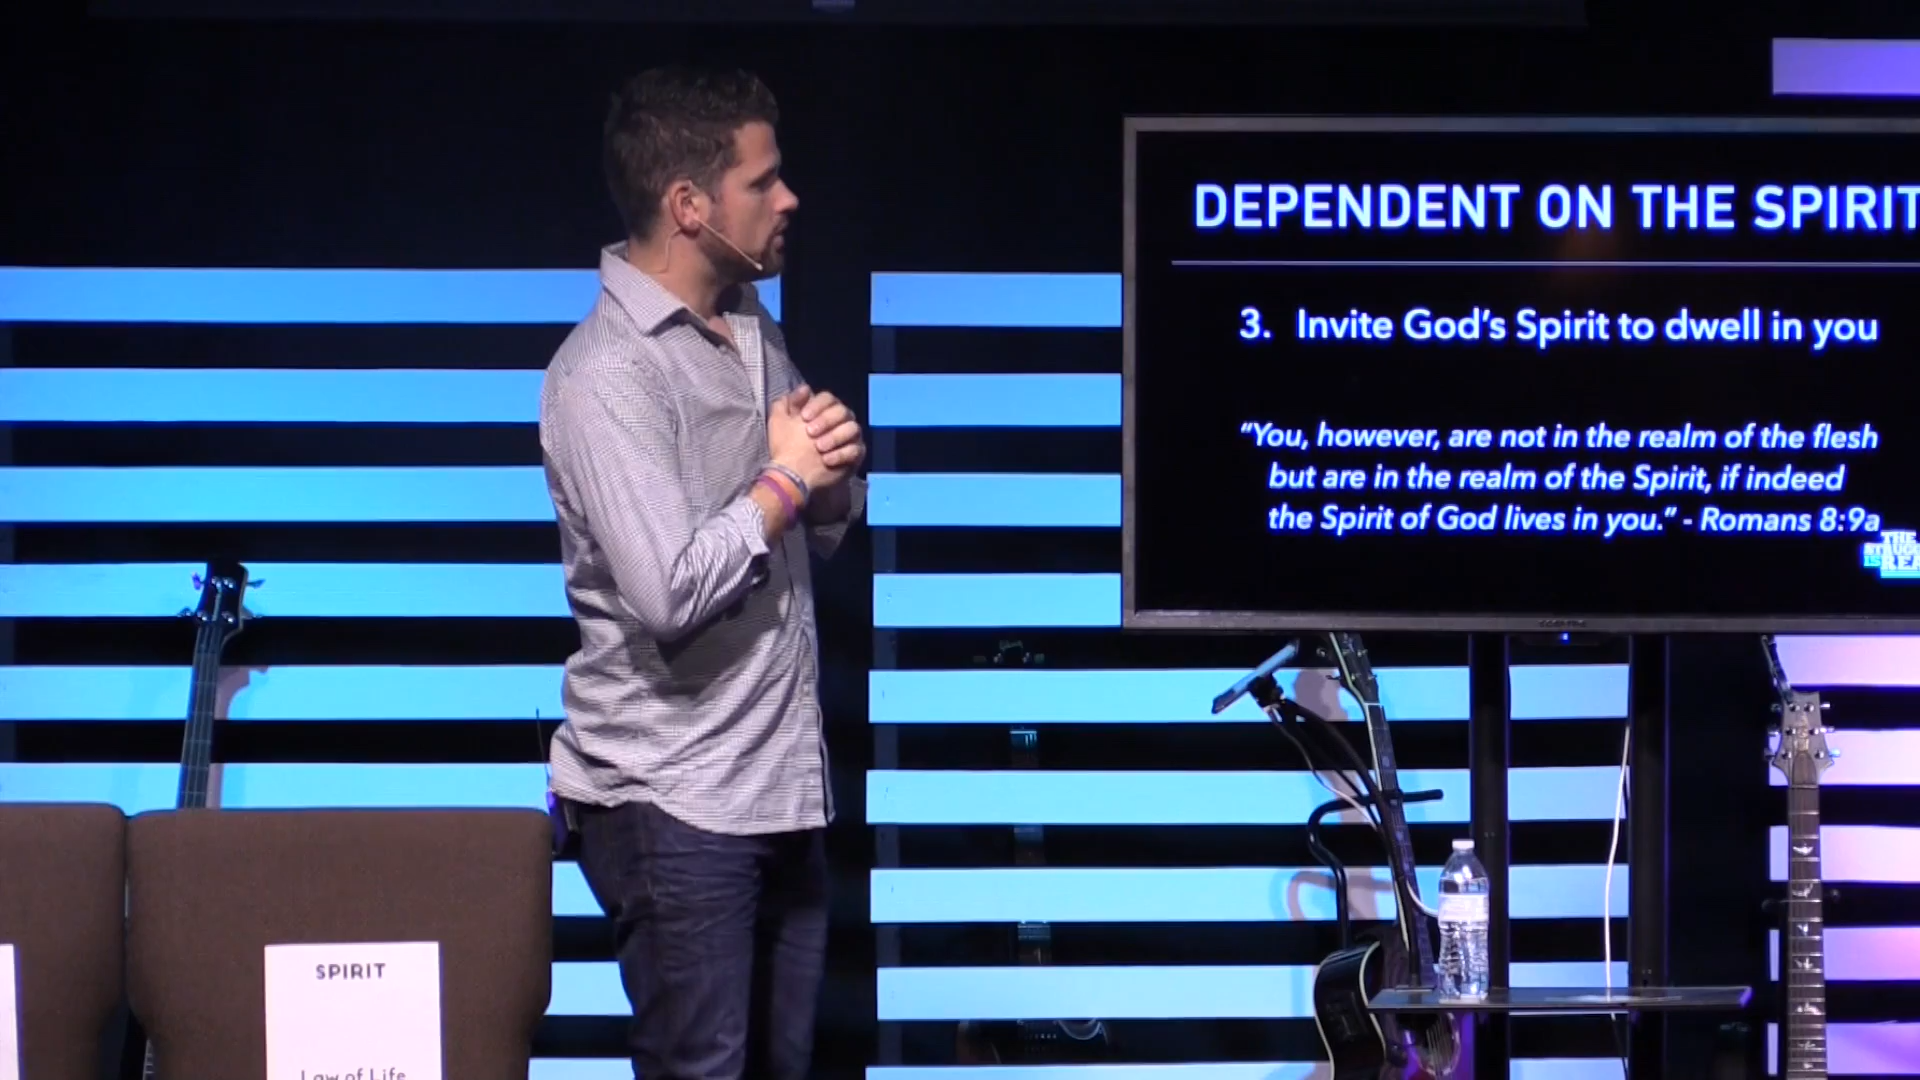 DEPENDENT ON THE SPIRIT
3. Invite God's Spirit to dwell in you
“You, however, are not in the realm of the flesh
but are in the realm of the Spirit, if indeed
the Spirit of God lives in you.” - Romans 8:9a
THE
IS
SPIRIT
Law of Life